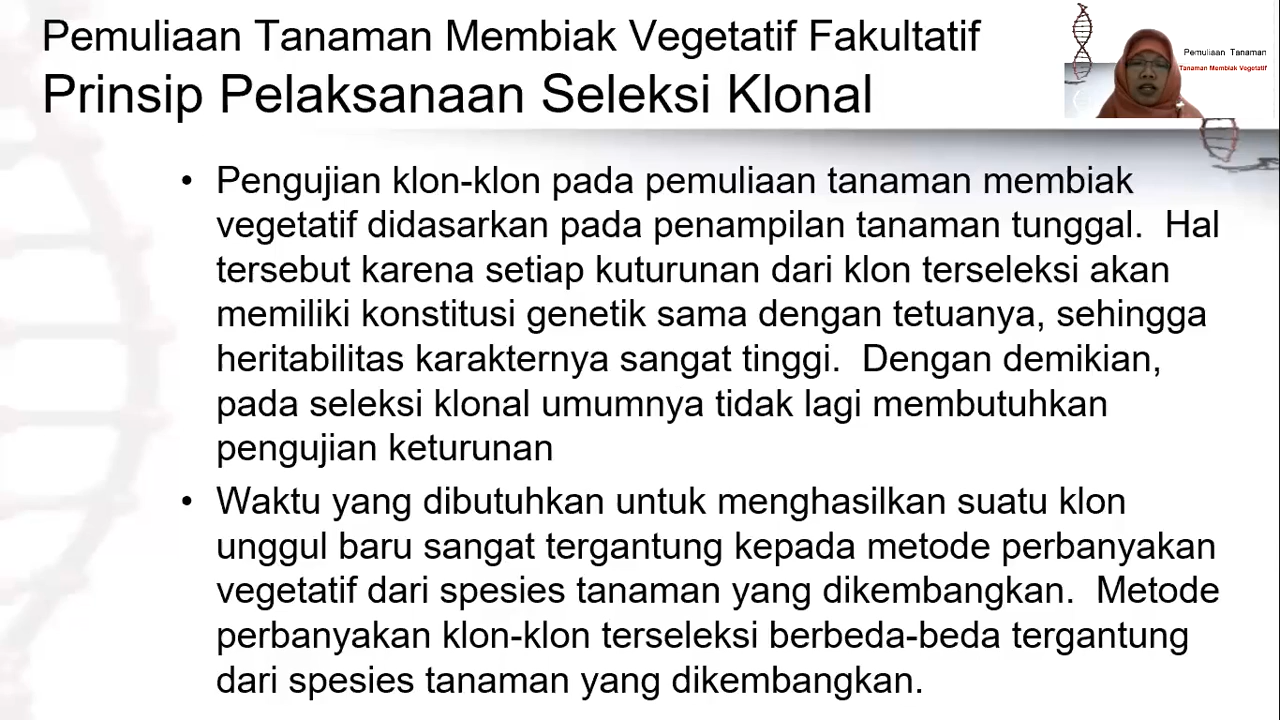 Pemuliaan Tanaman Membiak Vegetatif Fakultatif
Prinsip Pelaksanaan Seleksi Klonal
Pemuliaan Tanaman
Tanaman Membiak Vegetatif
• Pengujian klon-klon pada pemuliaan tanaman membiak
vegetatif didasarkan pada penampilan tanaman tunggal. Hal
tersebut karena setiap kuturunan dari klon terseleksi akan
memiliki konstitusi genetik sama dengan tetuanya, sehingga
heritabilitas karakternya sangat tinggi. Dengan demikian,
pada seleksi klonal umumnya tidak lagi membutuhkan
pengujian keturunan
• Waktu yang dibutuhkan untuk menghasilkan suatu klon
unggul baru sangat tergantung kepada metode perbanyakan
vegetatif dari spesies tanaman yang dikembangkan. Metode
perbanyakan klon-klon terseleksi berbeda-beda tergantung
dari spesies tanaman yang dikembangkan.